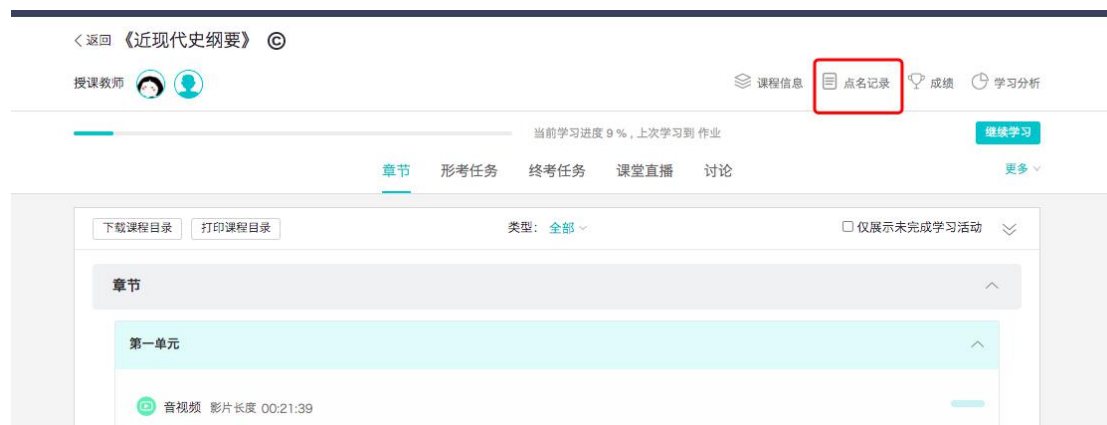 <返回 《近现代史纲要》 ©
授课教师
课程信息 点名记录 成绩 学习分析
当前学习进度 9 % , 上次学习到 作业 继续学习
章节 形考任务 终考任务 课堂直播 讨论 更多
下载课程目录 打印课程目录 类型: 全部 仅展示未完成学习活动
章节
第一单元
音视频 影片长度 00:21:39